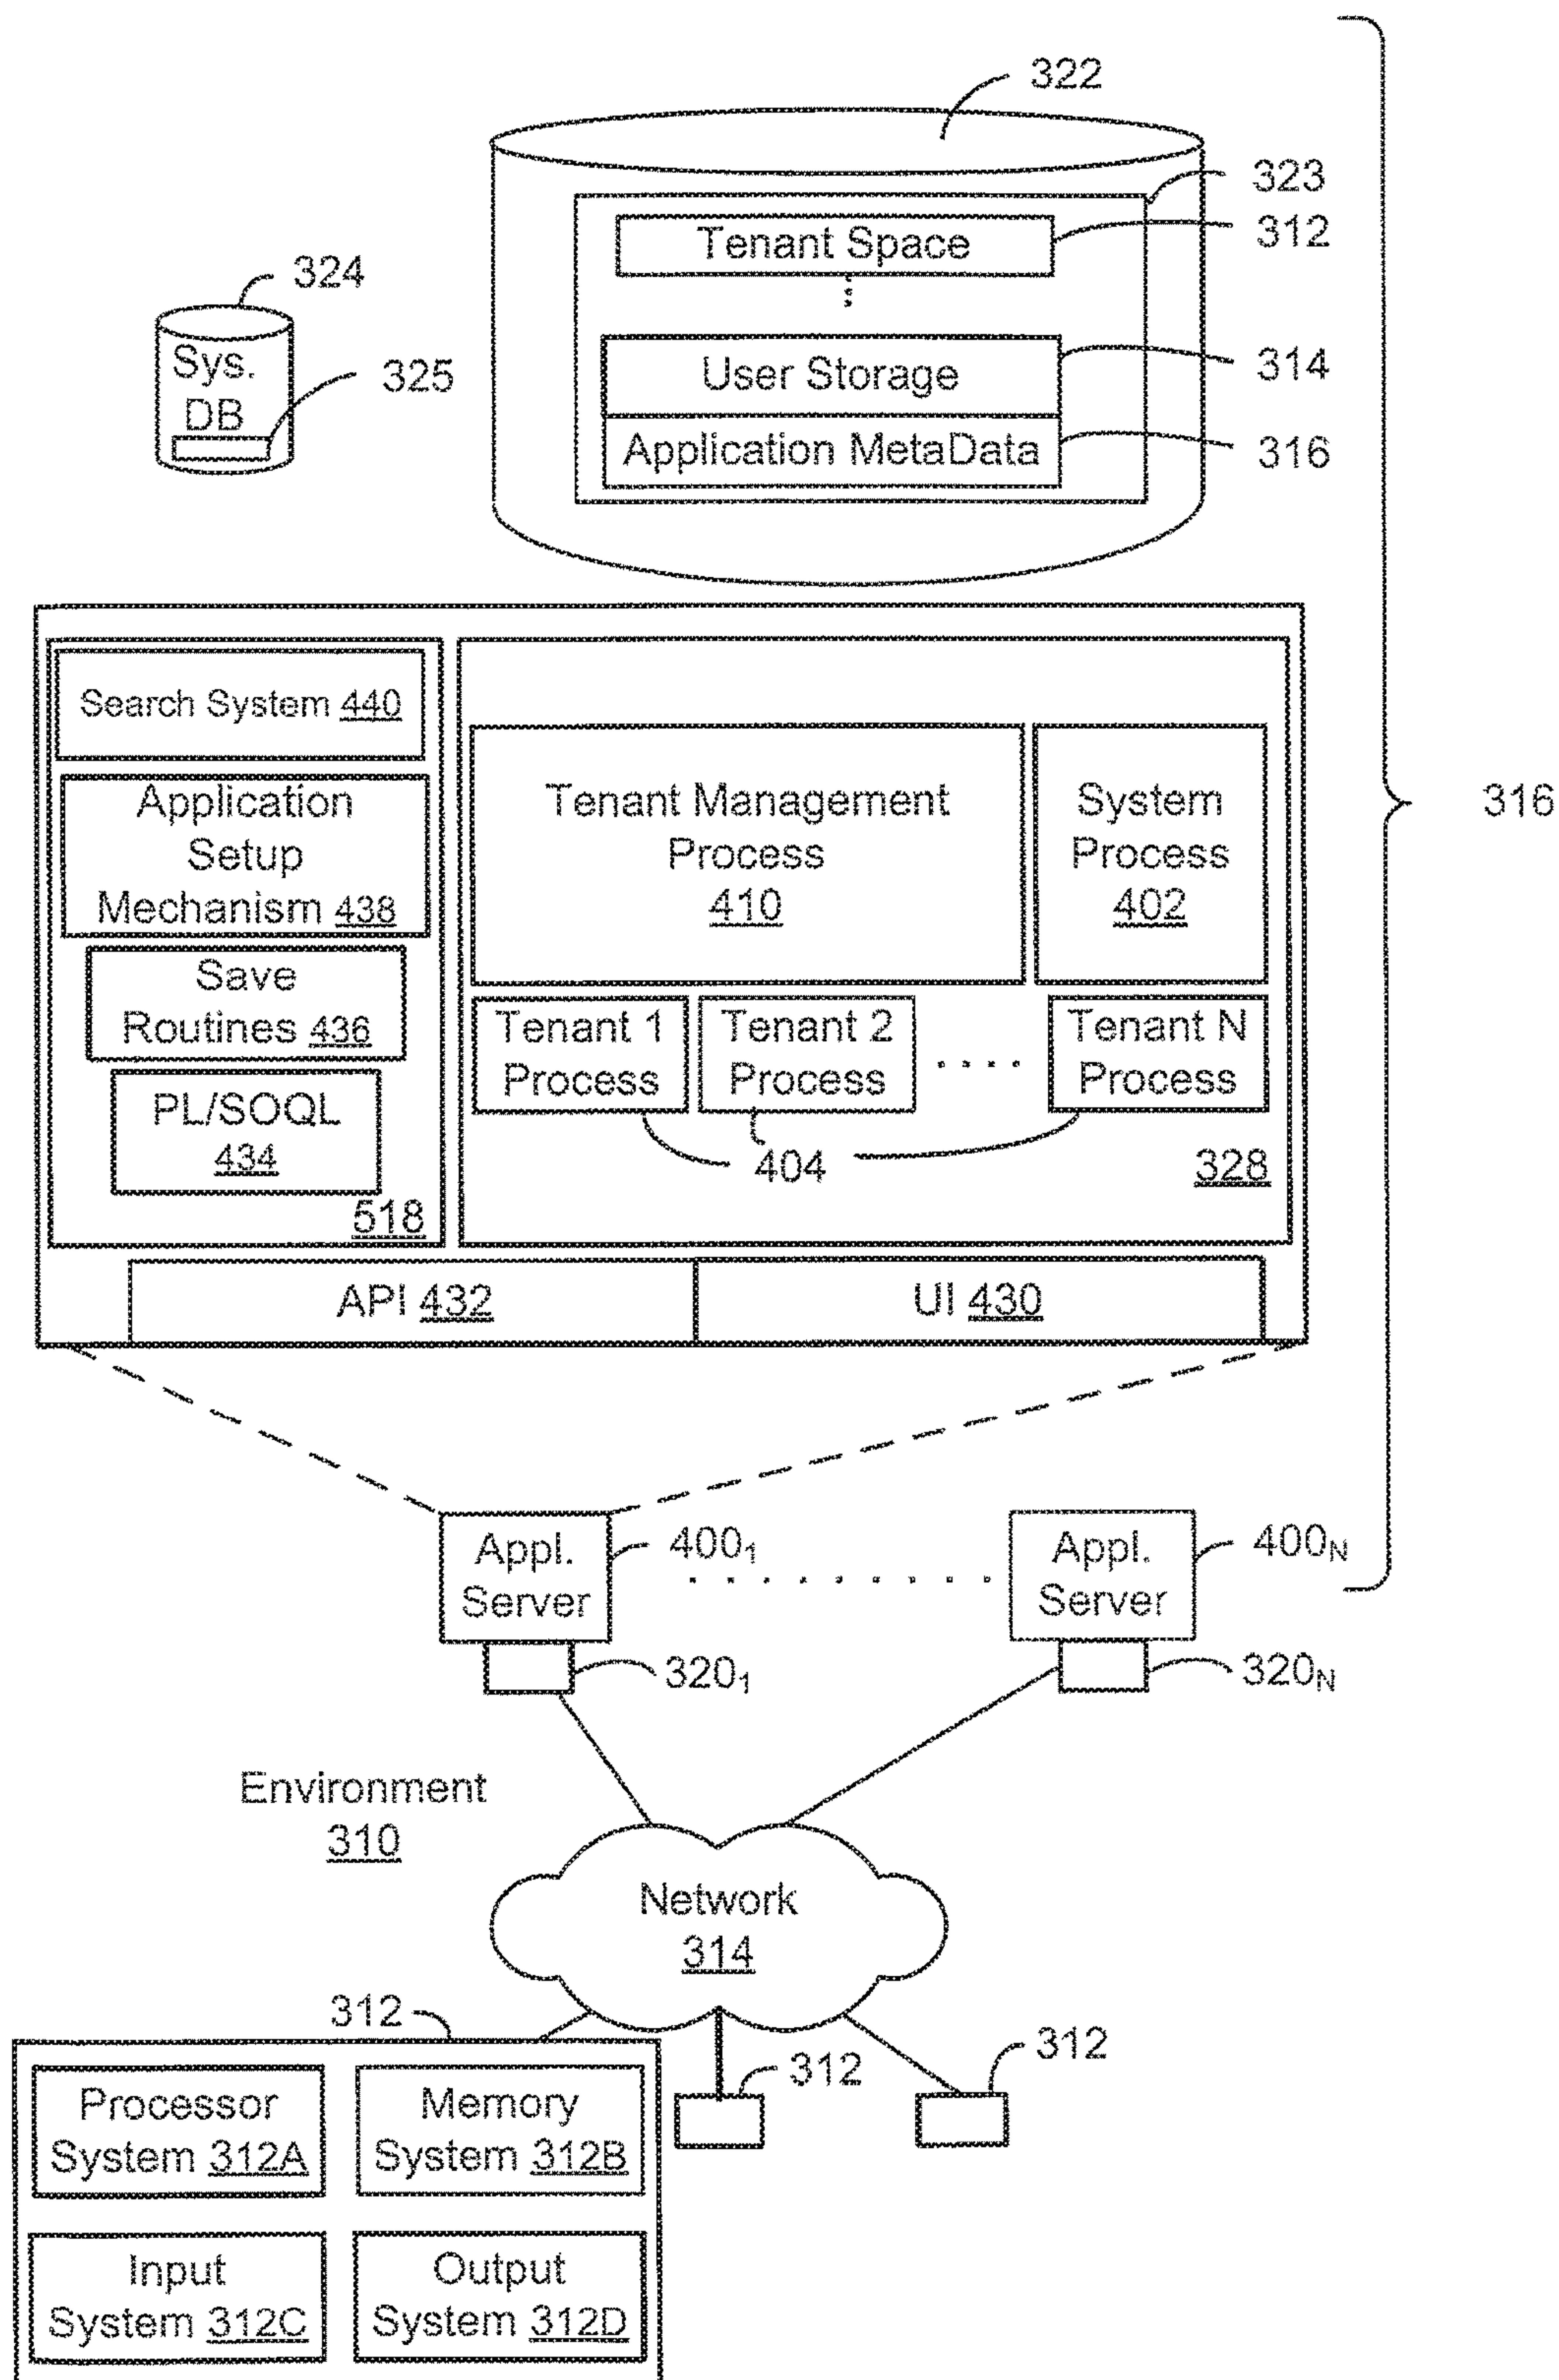 322
323
Tenant Space
312
324
Sys.
DB
325
User Storage
314
Application MetaData
316
Search System 440
Application
Setup
Mechanism 438
Save
Routines 436
PL/SOQL
434
518
Tenant Management
Process
410
System
Process
402
Tenant 1
Process
Tenant 2
Process
....
Tenant N
Process
404
328
316
API 432
UI 430
Appl.
Server
400₁
Appl.
Server
400N
320₁
320N
Environment
310
Network
314
312
312
312
Processor
System 312A
Memory
System 312B
Input
System 312C
Output
System 312D